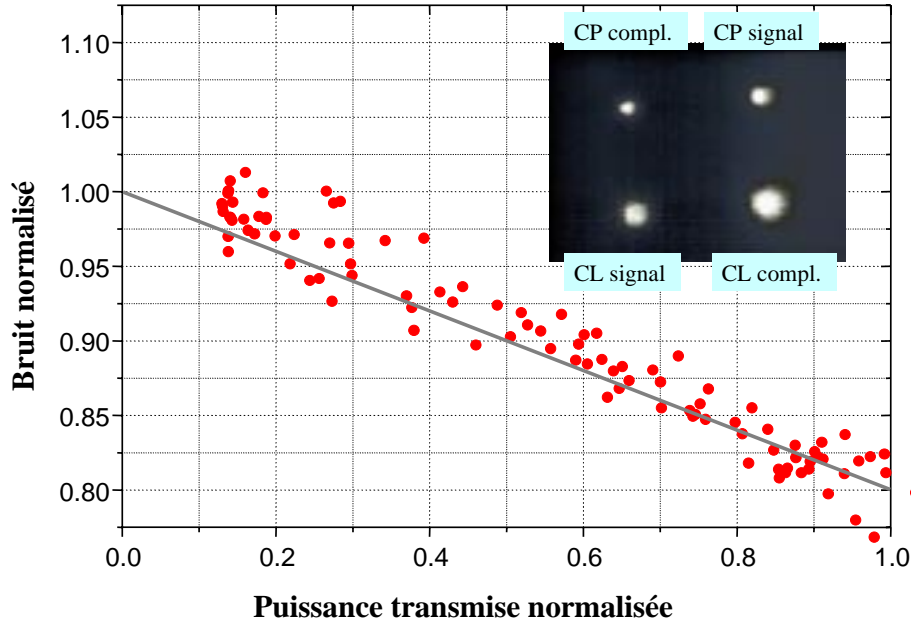 CP compl. CP signal
CL signal CL compl.
Bruit normalisé
1.10
1.05
1.00
0.95
0.90
0.85
0.80
0.0 0.2 0.4 0.6 0.8 1.0
Puissance transmise normalisée